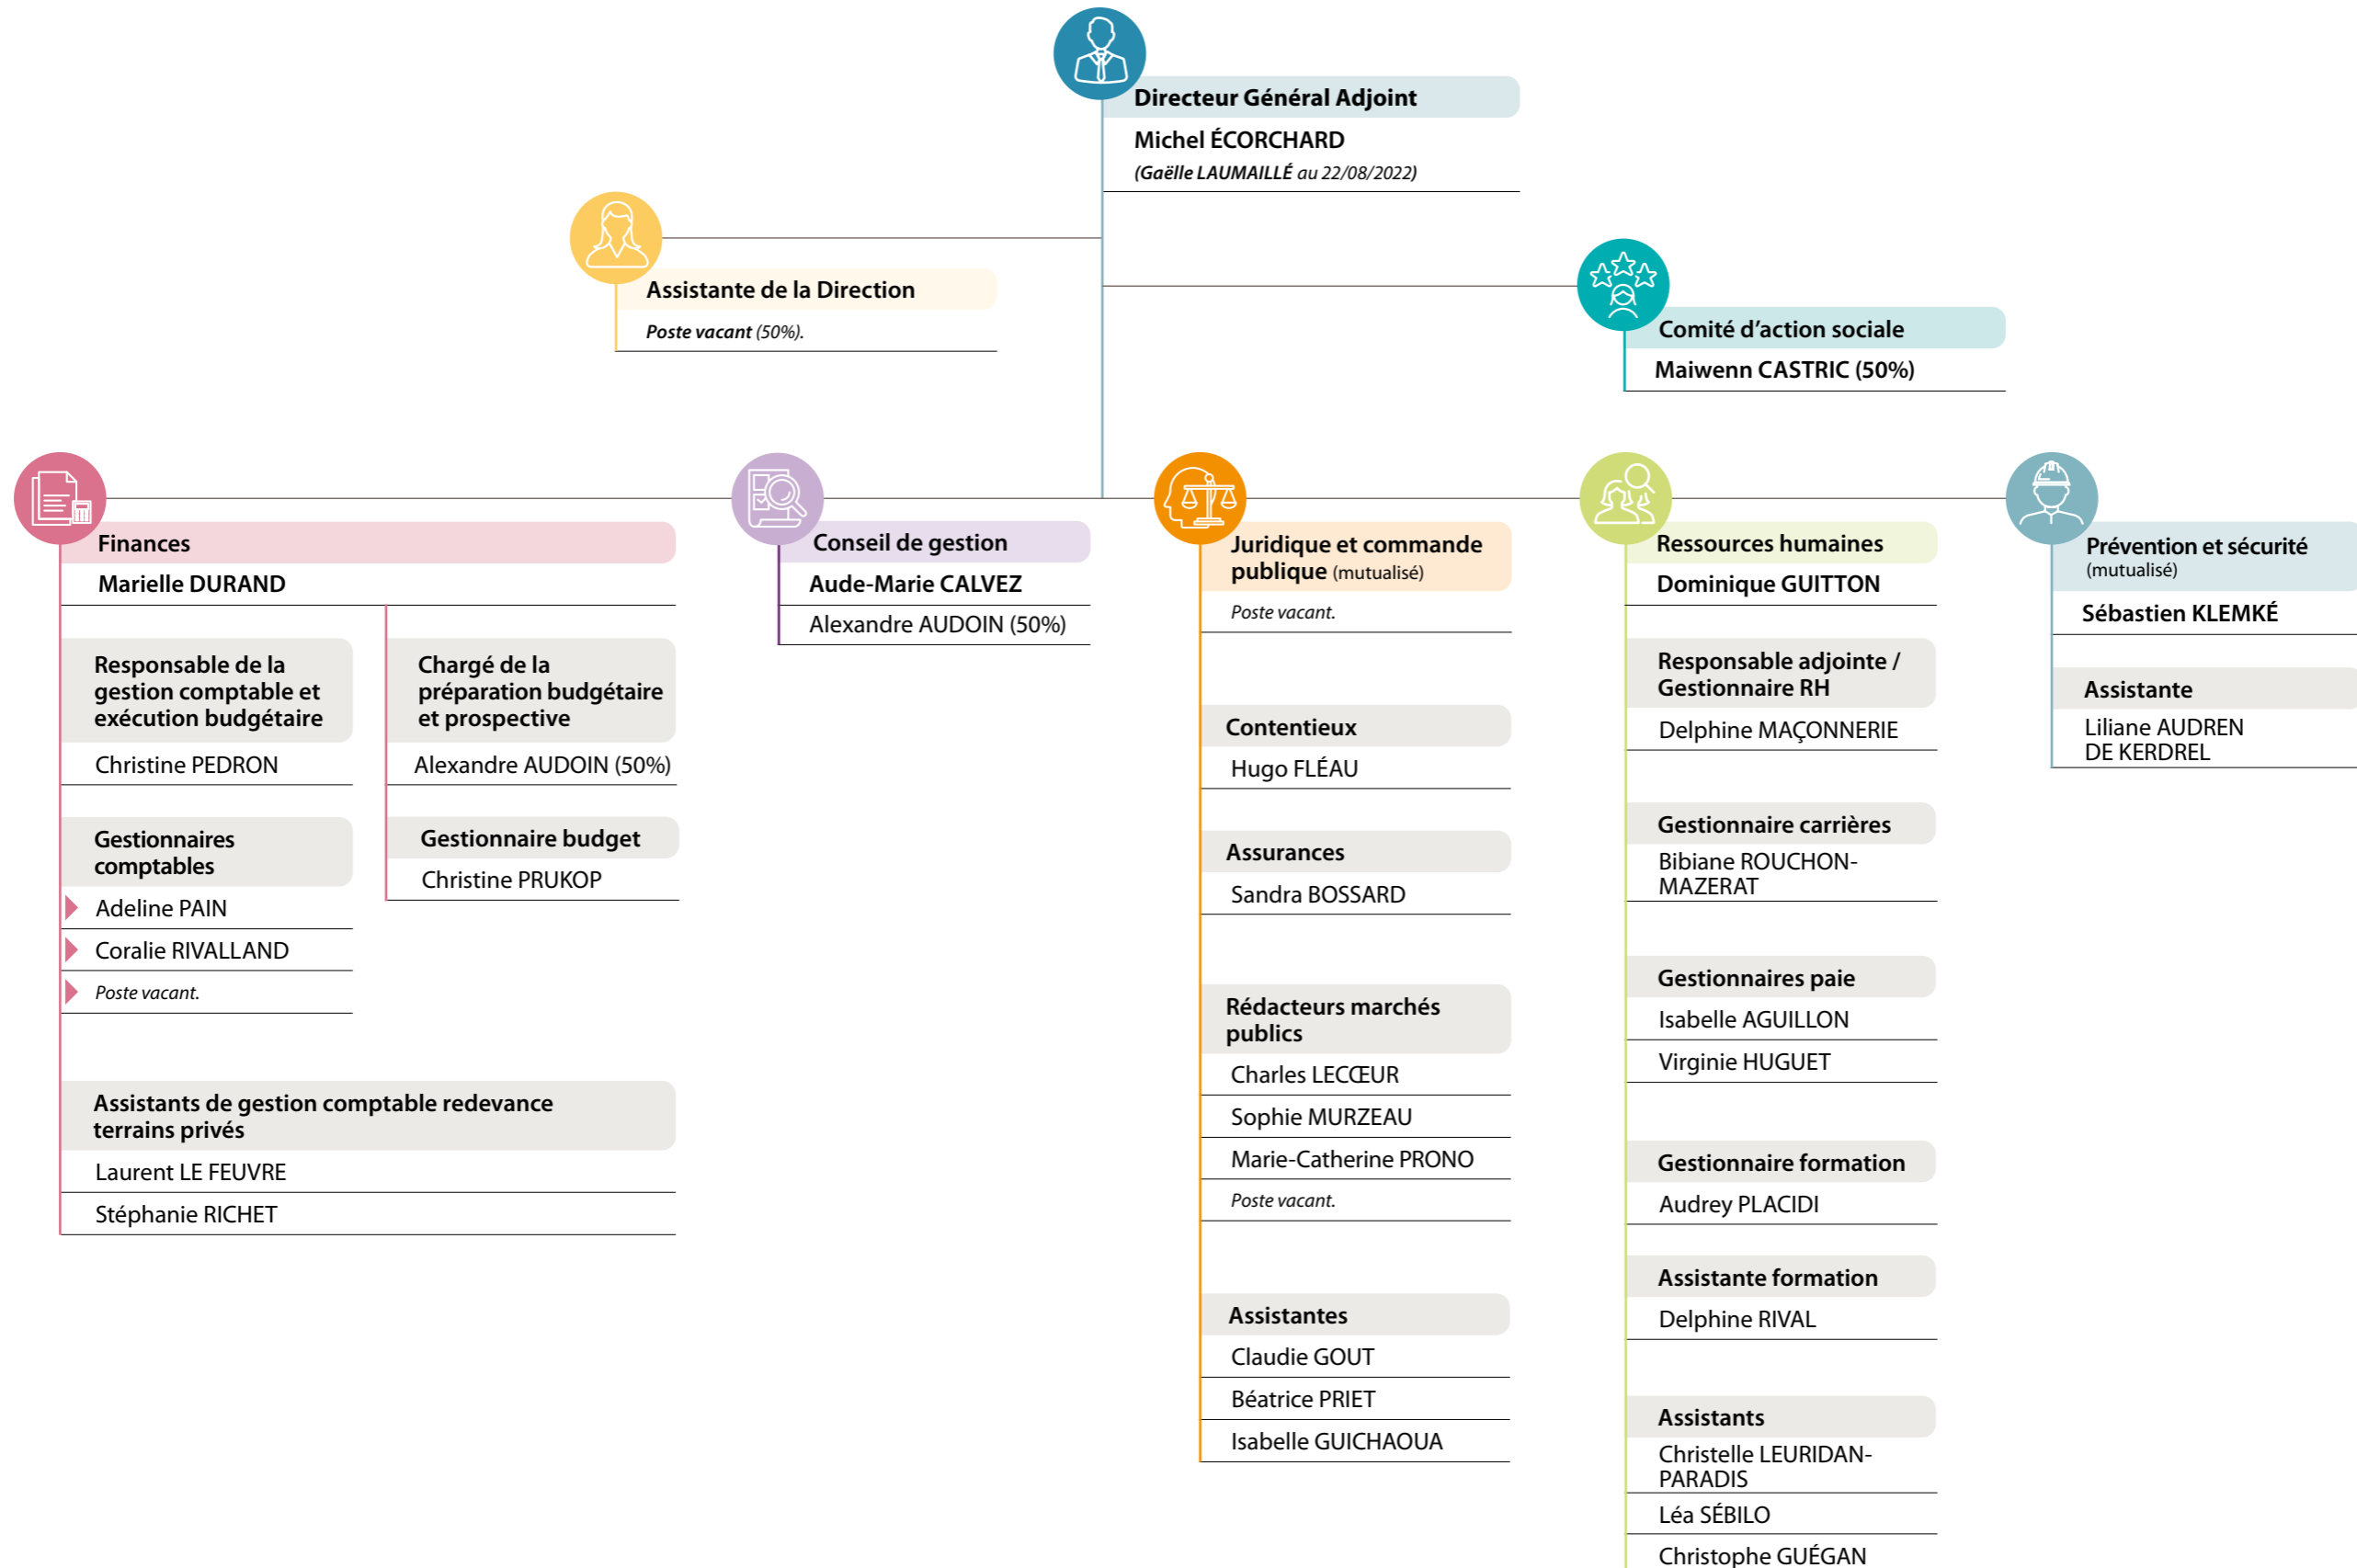 Directeur Général Adjoint
Michel ÉCORCHARD
(Gaëlle LAUMAILLÉ au 22/08/2022)
Assistante de la Direction
Poste vacant (50%).
Comité d’action sociale
Maiwenn CASTRIC (50%)
Finances
Marielle DURAND
Responsable de la
gestion comptable et
exécution budgétaire
Christine PEDRON
Gestionnaires
comptables
Adeline PAIN
Coralie RIVALLAND
Poste vacant.
Chargé de la
préparation budgétaire
et prospective
Alexandre AUDOIN (50%)
Gestionnaire budget
Christine PRUKOP
Assistants de gestion comptable redevance
terrains privés
Laurent LE FEUVRE
Stéphanie RICHET
Conseil de gestion
Aude-Marie CALVEZ
Alexandre AUDOIN (50%)
Juridique et commande
publique (mutualisé)
Poste vacant.
Contentieux
Hugo FLÉAU
Assurances
Sandra BOSSARD
Rédacteurs marchés
publics
Charles LECŒUR
Sophie MURZEAU
Marie-Catherine PRONO
Poste vacant.
Assistantes
Claudie GOUT
Béatrice PRIET
Isabelle GUICHAOUA
Ressources humaines
Dominique GUITTON
Responsable adjointe /
Gestionnaire RH
Delphine MAÇONNERIE
Gestionnaire carrières
Bibiane ROUCHON-
MAZERAT
Gestionnaires paie
Isabelle AGUILLON
Virginie HUGUET
Gestionnaire formation
Audrey PLACIDI
Assistante formation
Delphine RIVAL
Assistants
Christelle LEURIDAN-
PARADIS
Léa SÉBILO
Christophe GUÉGAN
Prévention et sécurité
(mutualisé)
Sébastien KLEMKÉ
Assistante
Liliane AUDREN
DE KERDREL